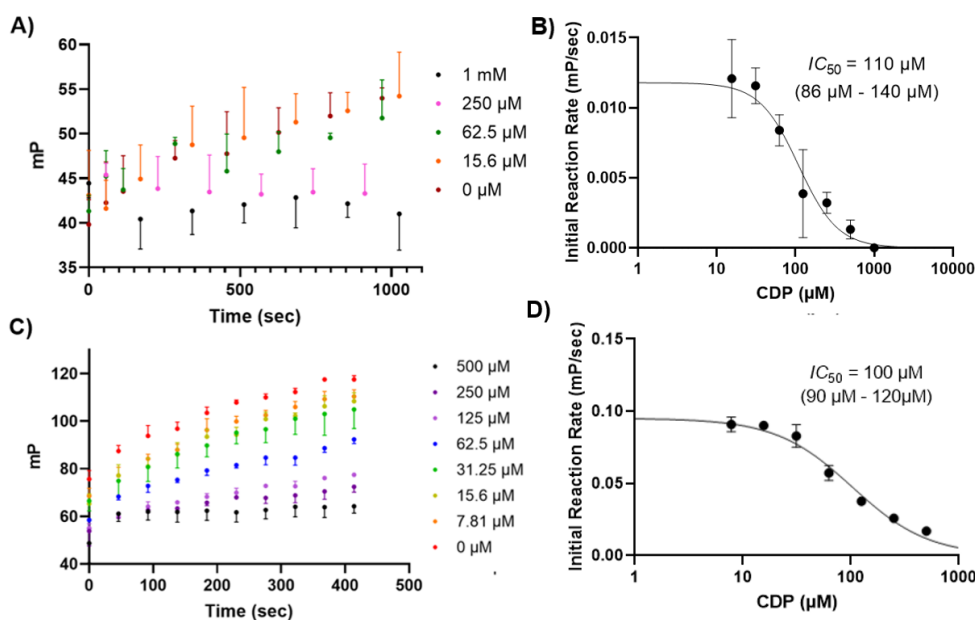 A)
60
55
50
45
40
35
mP
0
500
1000
Time (sec)
1 mM
250 µM
62.5 µM
15.6 µM
0 µM
B)
Initial Reaction Rate (mP/sec)
0.015
0.010
0.005
0.000
IC50 = 110 µM
(86 µM - 140 µM)
1
10
100
1000
10000
CDP (µM)
C)
120
100
80
60
40
mP
0
100
200
300
400
500
Time (sec)
500 µM
250 µM
125 µM
62.5 µM
31.25 µM
15.6 µM
7.81 µM
0 µM
D)
Initial Reaction Rate (mP/sec)
0.15
0.10
0.05
0.00
IC50 = 100 µM
(90 µM - 120µM)
1
10
100
1000
CDP (µM)